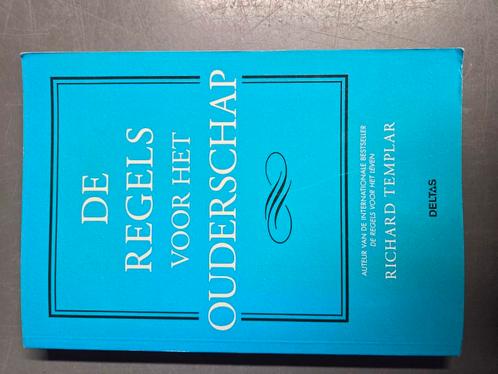 DE
REGELS
VOOR HET
OUDERSCHAP
AUTEUR VAN DE INTERNATIONALE BESTSELLER
DE REGELS VOOR HET LEVEN
RICHARD TEMPLAR
DELTAS